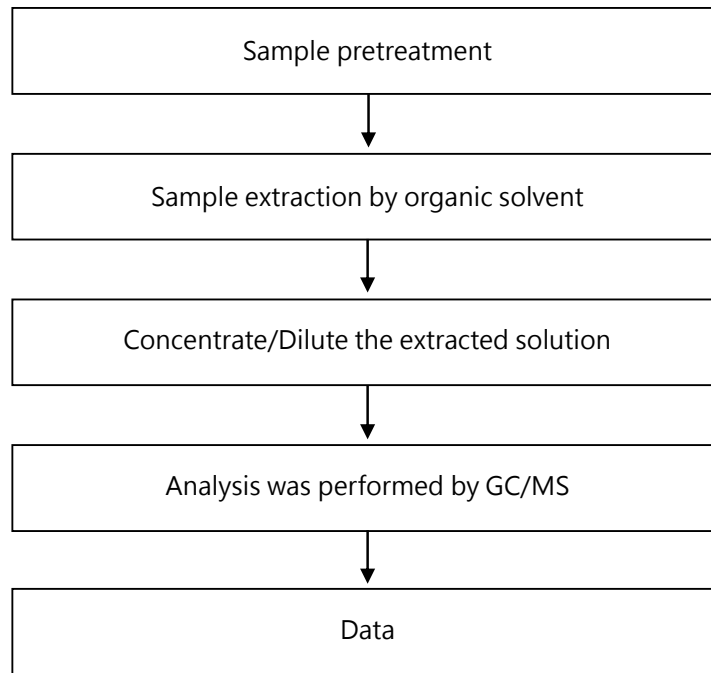 Sample pretreatment
Sample extraction by organic solvent
Concentrate/Dilute the extracted solution
Analysis was performed by GC/MS
Data